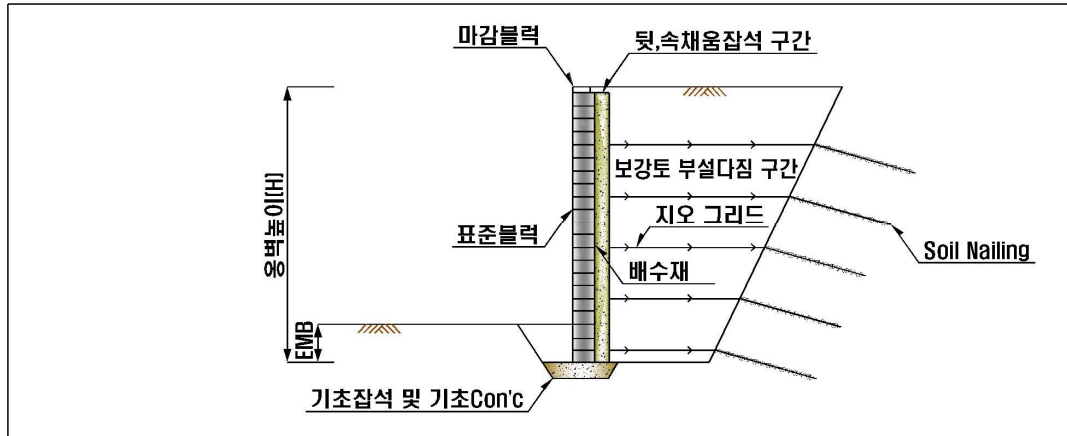 마감블럭
뒷,속채움잡석 구간
보강토 부설다짐 구간
옹벽높이(H)
지오 그리드
표준블럭
Soil Nailing
배수재
EMB
기초잡석 및 기초Con'c